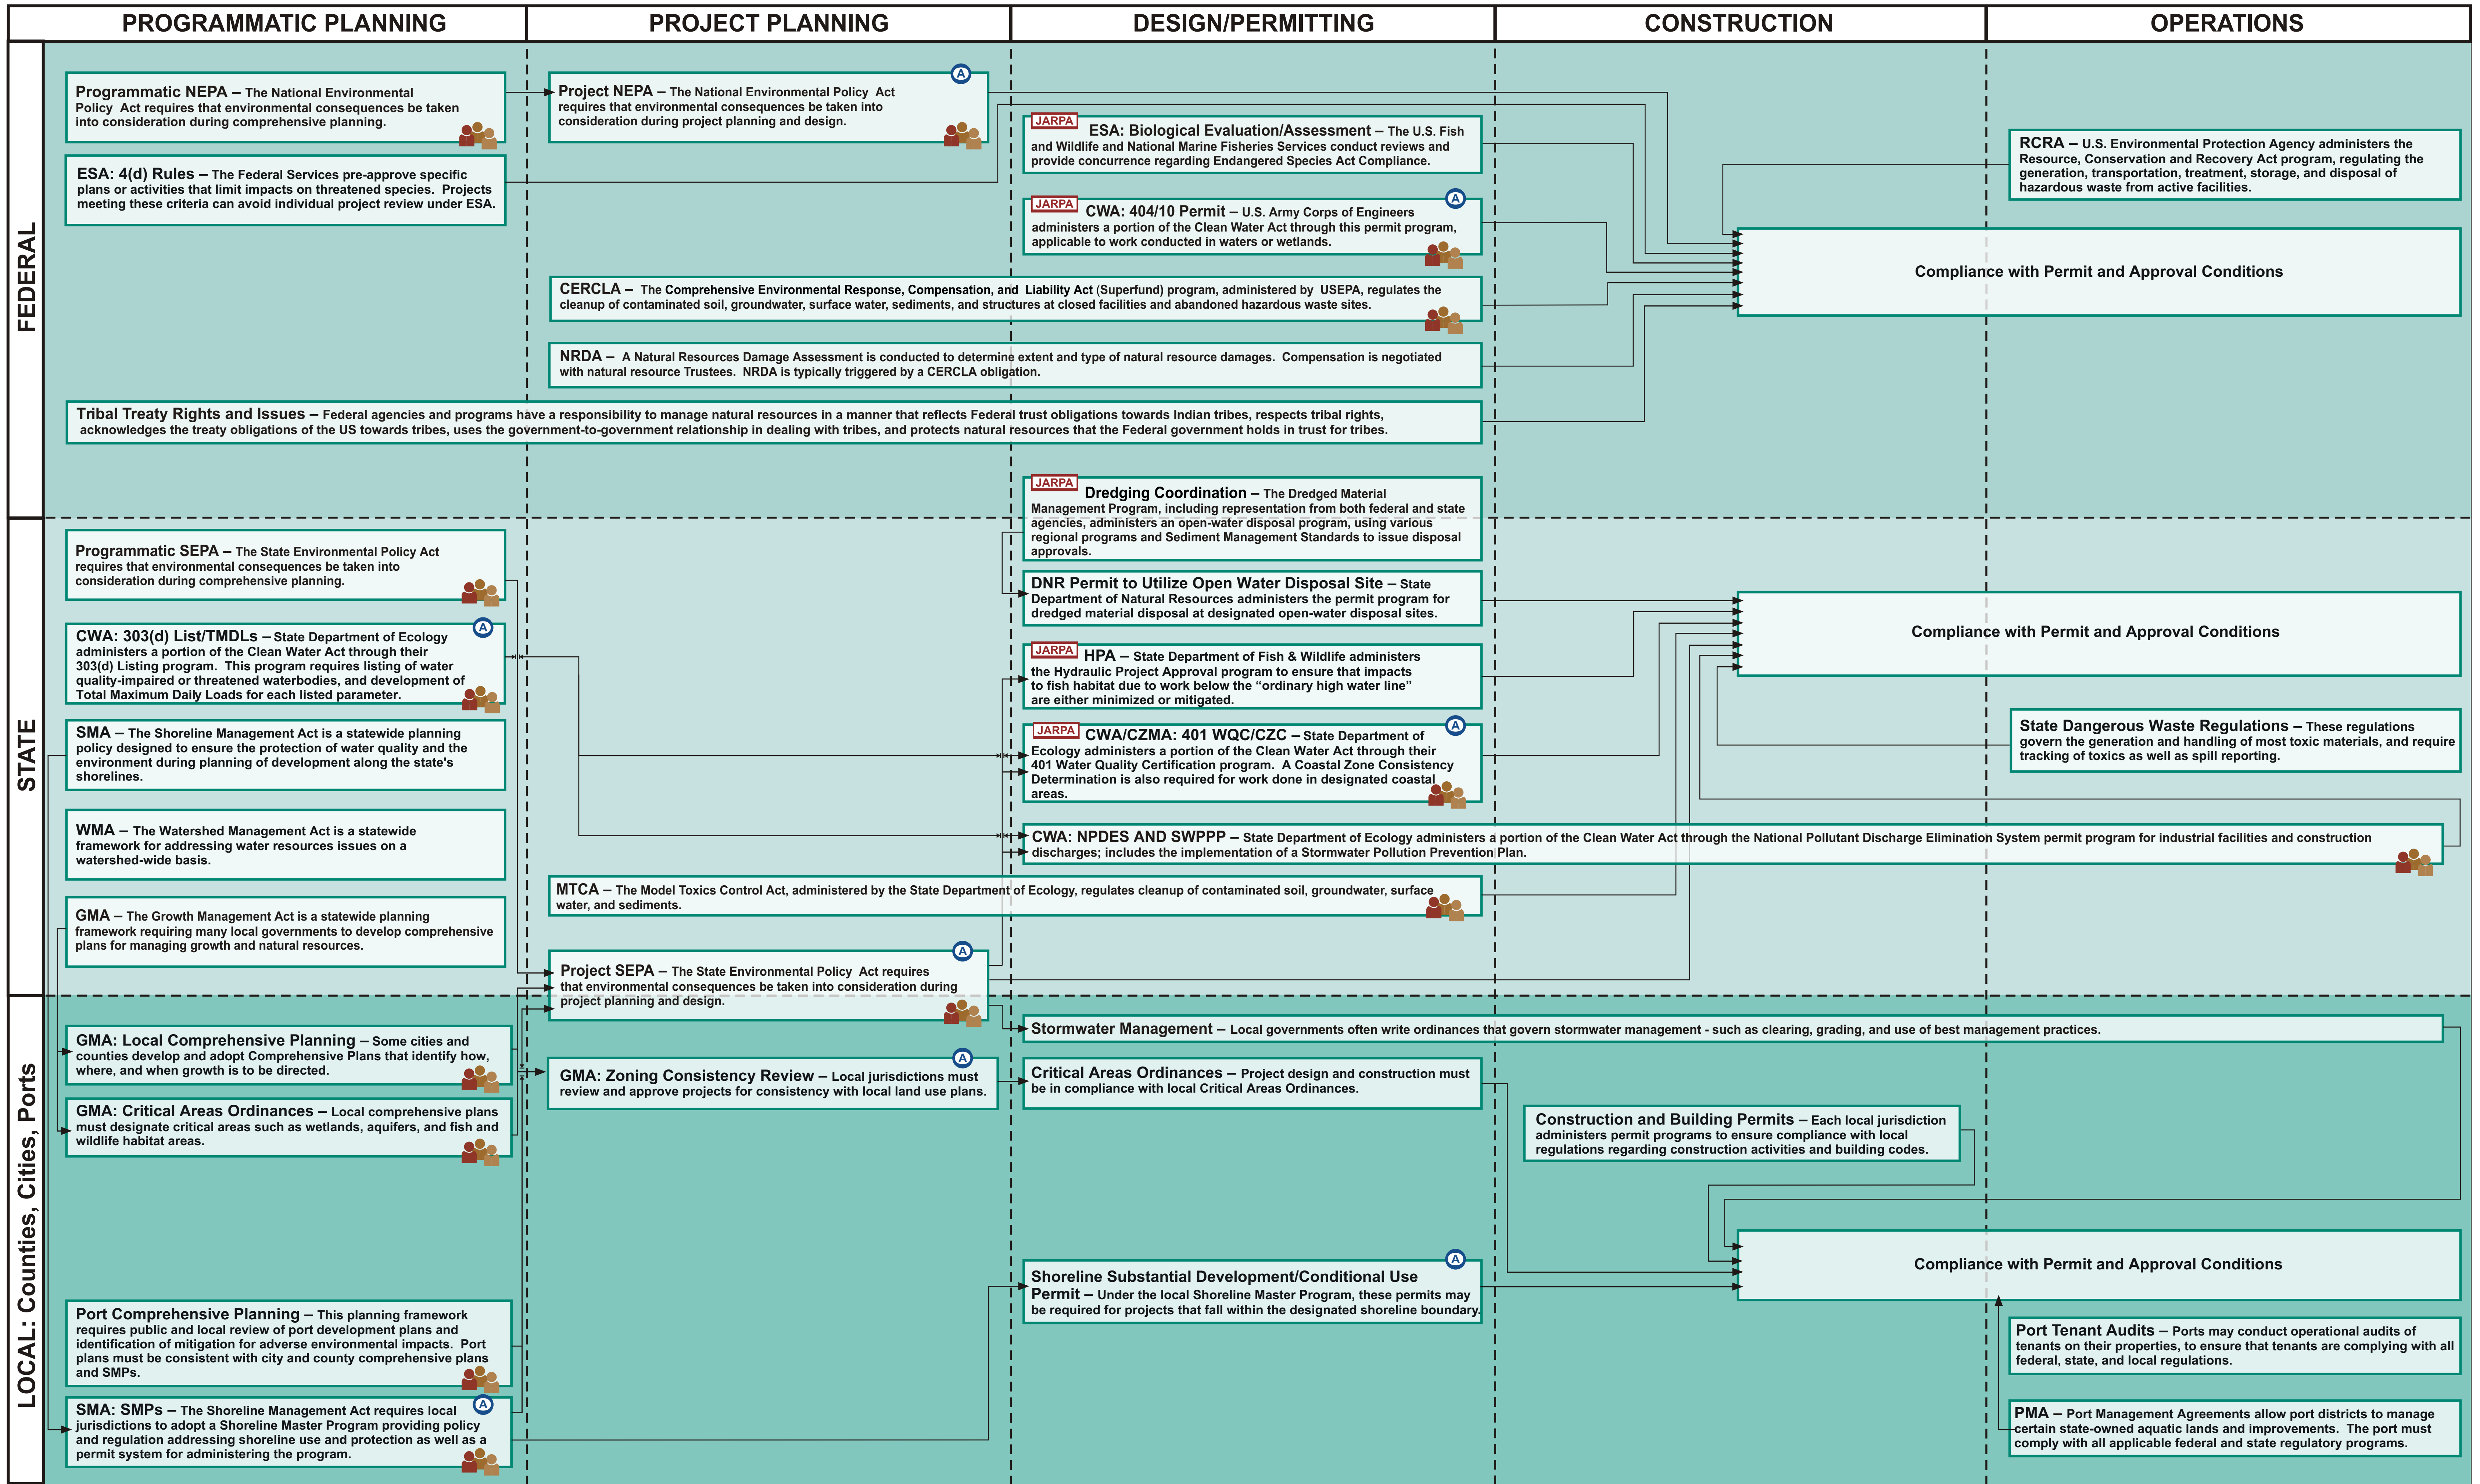 PROGRAMMATIC PLANNING
PROJECT PLANNING
DESIGN/PERMITTING
CONSTRUCTION
OPERATIONS
FEDERAL
Programmatic NEPA – The National Environmental
Policy Act requires that environmental consequences be taken
into consideration during comprehensive planning.
ESA: 4(d) Rules – The Federal Services pre-approve specific
plans or activities that limit impacts on threatened species. Projects
meeting these criteria can avoid individual project review under ESA.
A
Project NEPA – The National Environmental Policy Act
requires that environmental consequences be taken into
consideration during project planning and design.
JARPA
ESA: Biological Evaluation/Assessment – The U.S. Fish
and Wildlife and National Marine Fisheries Services conduct reviews and
provide concurrence regarding Endangered Species Act Compliance.
A
JARPA
CWA: 404/10 Permit – U.S. Army Corps of Engineers
administers a portion of the Clean Water Act through this permit program,
applicable to work conducted in waters or wetlands.
RCRA – U.S. Environmental Protection Agency administers the
Resource, Conservation and Recovery Act program, regulating the
generation, transportation, treatment, storage, and disposal of
hazardous waste from active facilities.
Compliance with Permit and Approval Conditions
CERCLA – The Comprehensive Environmental Response, Compensation, and Liability Act (Superfund) program, administered by USEPA, regulates the
cleanup of contaminated soil, groundwater, surface water, sediments, and structures at closed facilities and abandoned hazardous waste sites.
NRDA – A Natural Resources Damage Assessment is conducted to determine extent and type of natural resource damages. Compensation is negotiated
with natural resource Trustees. NRDA is typically triggered by a CERCLA obligation.
Tribal Treaty Rights and Issues – Federal agencies and programs have a responsibility to manage natural resources in a manner that reflects Federal trust obligations towards Indian tribes, respects tribal rights,
acknowledges the treaty obligations of the US towards tribes, uses the government-to-government relationship in dealing with tribes, and protects natural resources that the Federal government holds in trust for tribes.
JARPA
Dredging Coordination – The Dredged Material
Management Program, including representation from both federal and state
agencies, administers an open-water disposal program, using various
regional programs and Sediment Management Standards to issue disposal
approvals.
STATE
Programmatic SEPA – The State Environmental Policy Act
requires that environmental consequences be taken into
consideration during comprehensive planning.
A
CWA: 303(d) List/TMDLs – State Department of Ecology
administers a portion of the Clean Water Act through their
303(d) Listing program. This program requires listing of water
quality-impaired or threatened waterbodies, and development of
Total Maximum Daily Loads for each listed parameter.
SMA – The Shoreline Management Act is a statewide planning
policy designed to ensure the protection of water quality and the
environment during planning of development along the state's
shorelines.
WMA – The Watershed Management Act is a statewide
framework for addressing water resources issues on a
watershed-wide basis.
GMA – The Growth Management Act is a statewide planning
framework requiring many local governments to develop comprehensive
plans for managing growth and natural resources.
DNR Permit to Utilize Open Water Disposal Site – State
Department of Natural Resources administers the permit program for
dredged material disposal at designated open-water disposal sites.
JARPA
HPA – State Department of Fish & Wildlife administers
the Hydraulic Project Approval program to ensure that impacts
to fish habitat due to work below the “ordinary high water line”
are either minimized or mitigated.
A
JARPA
CWA/CZMA: 401 WQC/CZC – State Department of
Ecology administers a portion of the Clean Water Act through their
401 Water Quality Certification program. A Coastal Zone Consistency
Determination is also required for work done in designated coastal
areas.
Compliance with Permit and Approval Conditions
State Dangerous Waste Regulations – These regulations
govern the generation and handling of most toxic materials, and require
tracking of toxics as well as spill reporting.
CWA: NPDES AND SWPPP – State Department of Ecology administers a portion of the Clean Water Act through the National Pollutant Discharge Elimination System permit program for industrial facilities and construction
discharges; includes the implementation of a Stormwater Pollution Prevention Plan.
MTCA – The Model Toxics Control Act, administered by the State Department of Ecology, regulates cleanup of contaminated soil, groundwater, surface
water, and sediments.
A
Project SEPA – The State Environmental Policy Act requires
that environmental consequences be taken into consideration during
project planning and design.
LOCAL: Counties, Cities, Ports
GMA: Local Comprehensive Planning – Some cities and
counties develop and adopt Comprehensive Plans that identify how,
where, and when growth is to be directed.
GMA: Critical Areas Ordinances – Local comprehensive plans
must designate critical areas such as wetlands, aquifers, and fish and
wildlife habitat areas.
A
GMA: Zoning Consistency Review – Local jurisdictions must
review and approve projects for consistency with local land use plans.
Stormwater Management – Local governments often write ordinances that govern stormwater management - such as clearing, grading, and use of best management practices.
Critical Areas Ordinances – Project design and construction must
be in compliance with local Critical Areas Ordinances.
Construction and Building Permits – Each local jurisdiction
administers permit programs to ensure compliance with local
regulations regarding construction activities and building codes.
Compliance with Permit and Approval Conditions
A
Shoreline Substantial Development/Conditional Use
Permit – Under the local Shoreline Master Program, these permits may
be required for projects that fall within the designated shoreline boundary.
Port Comprehensive Planning – This planning framework
requires public and local review of port development plans and
identification of mitigation for adverse environmental impacts. Port
plans must be consistent with city and county comprehensive plans
and SMPs.
A
SMA: SMPs – The Shoreline Management Act requires local
jurisdictions to adopt a Shoreline Master Program providing policy
and regulation addressing shoreline use and protection as well as a
permit system for administering the program.
Port Tenant Audits – Ports may conduct operational audits of
tenants on their properties, to ensure that tenants are complying with all
federal, state, and local regulations.
PMA – Port Management Agreements allow port districts to manage
certain state-owned aquatic lands and improvements. The port must
comply with all applicable federal and state regulatory programs.